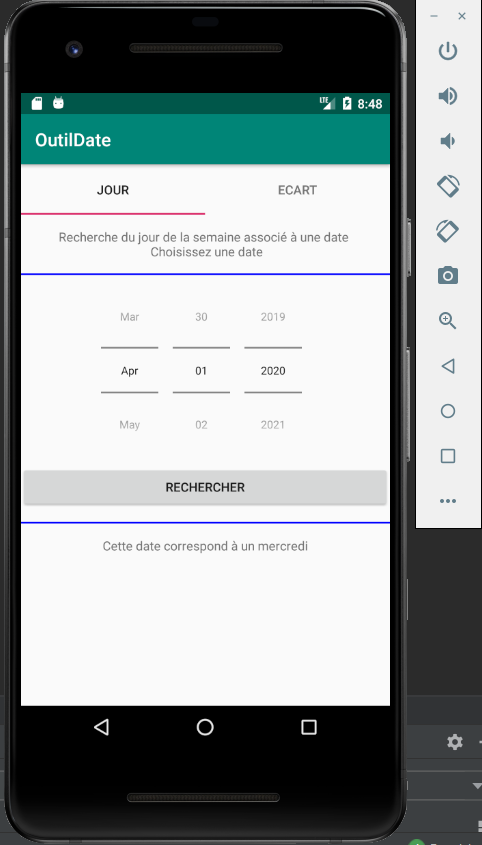 LTE 8:48
OutilDate
JOUR ECART
Recherche du jour de la semaine associé à une date
Choisissez une date
Mar 30 2019
Apr 01 2020
May 02 2021
RECHERCHER
Cette date correspond à un mercredi